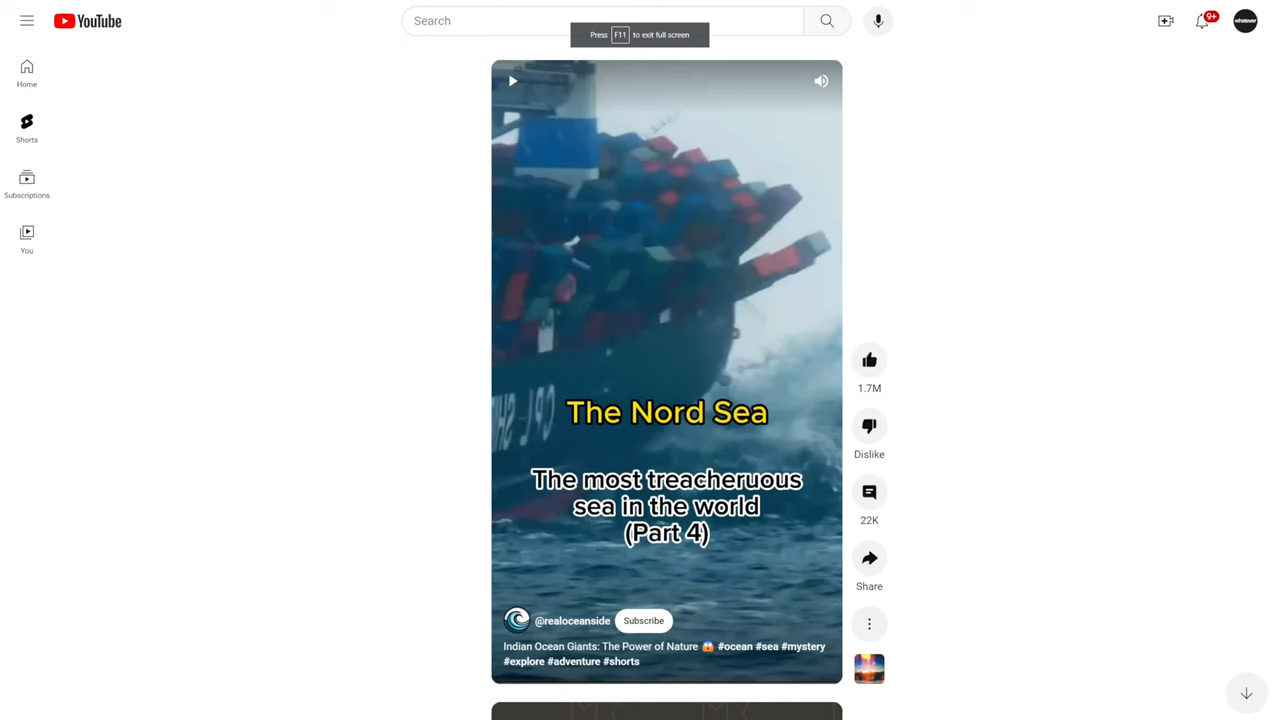 YouTube
Search
Press F11 to exit full screen
9+
whatever
Home
Shorts
Subscriptions
You
The Nord Sea
The most treacheruous
sea in the world
(Part 4)
1.7M
Dislike
22K
Share
@realoceanside Subscribe
Indian Ocean Giants: The Power of Nature 😱 #ocean #sea #mystery
#explore #adventure #shorts